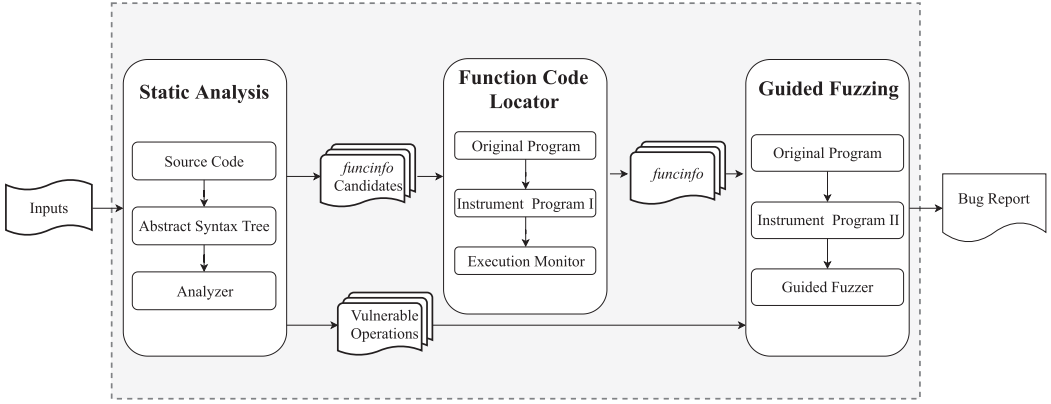 Inputs
Static Analysis
Source Code
Abstract Syntax Tree
Analyzer
funcinfo
Candidates
Vulnerable
Operations
Function Code
Locator
Original Program
Instrument Program I
Execution Monitor
funcinfo
Guided Fuzzing
Original Program
Instrument Program II
Guided Fuzzer
Bug Report